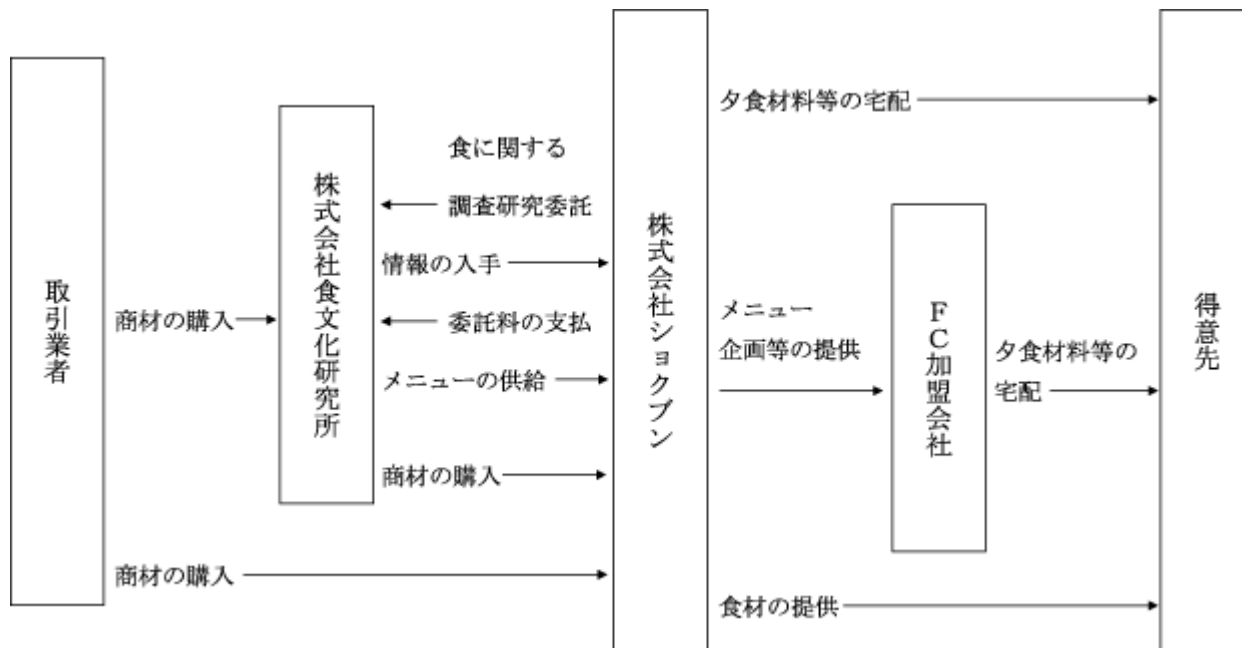 取引業者
商材の購入
商材の購入
株式会社食文化研究所
食に関する
調査研究委託
情報の入手
委託料の支払
メニューの供給
商材の購入
株式会社ショクブン
夕食材料等の宅配
メニュー
企画等の提供
食材の提供
FC加盟会社
夕食材料等の
宅配
得意先